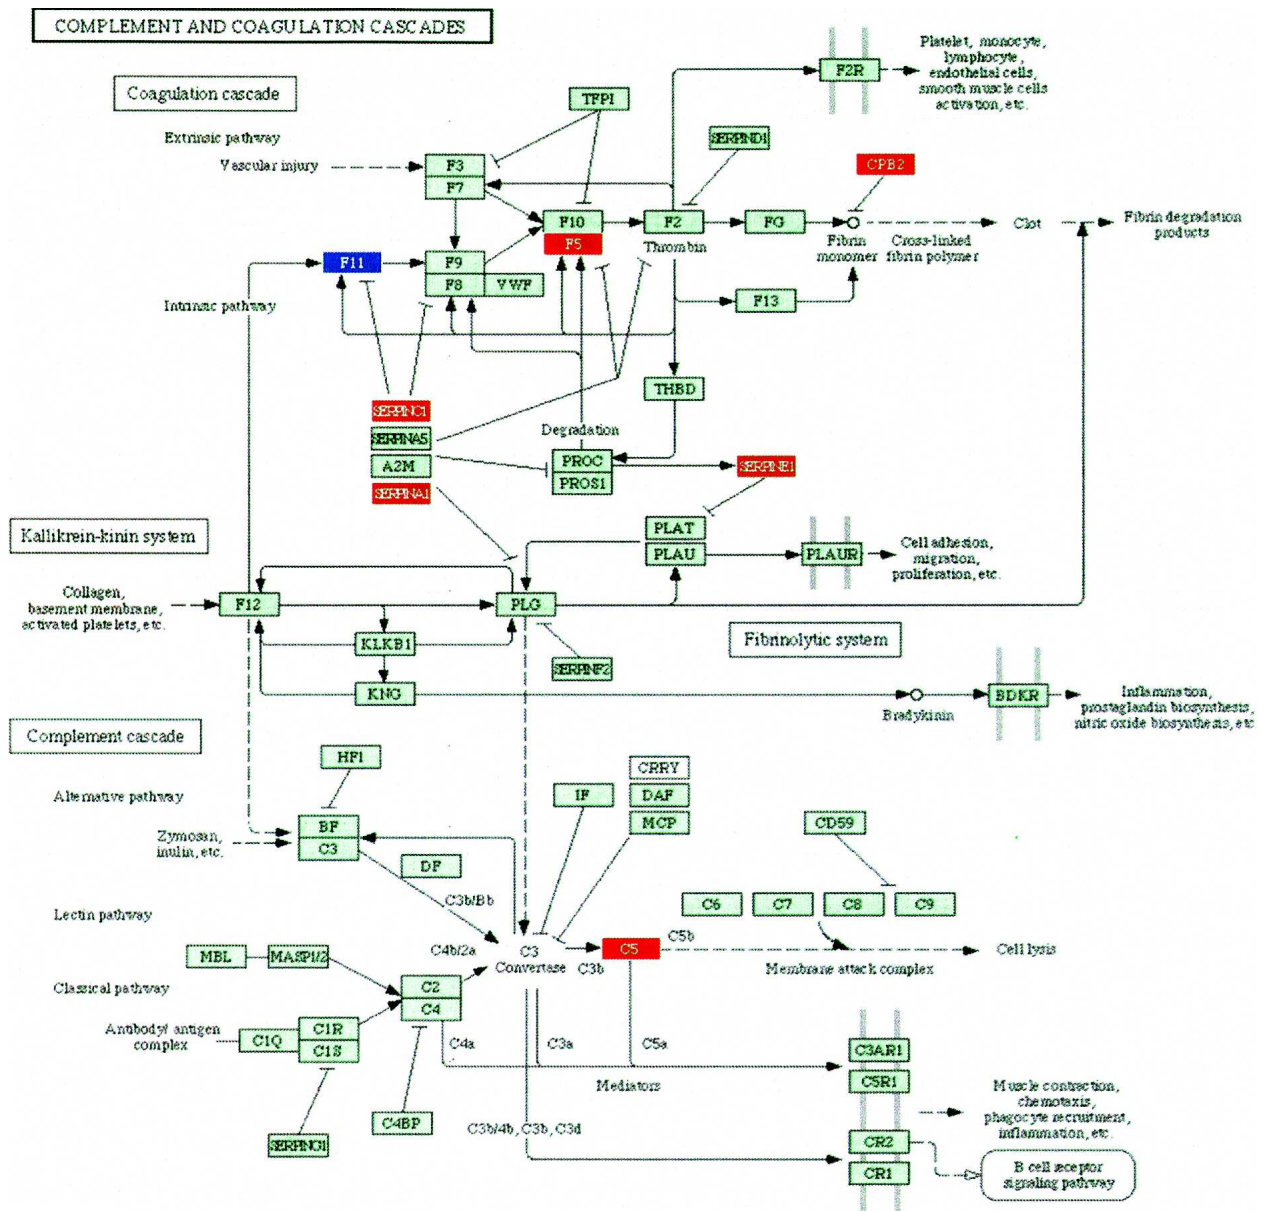 COMPLEMENT AND COAGULATION CASCADES
Coagulation cascade
Extrinsic pathway
Vascular injury
TFPI
F2R
Platelet, monocyte,
lymphocyte,
endothelial cells,
smooth muscle cells
activation, etc.
SERPIND1
CPB2
F3
F7
F10
F5
F2
Thrombin
FG
Fibrin
monomer
Cross-linked
fibrin polymer
Clot
Fibrin degradation
products
F11
F9
F8
VWF
F13
Intrinsic pathway
THBD
SERPINC1
SERPINA5
A2M
SERPINA1
Degradation
PROC
PROS1
SERPINE1
PLAT
PLAU
PLAUR
Cell adhesion,
migration,
proliferation, etc.
Kallikrein-kinin system
Collagen,
basement membrane,
activated platelets, etc.
F12
PLG
KLKB1
KNG
SERPINF2
Fibrinolytic system
Bradykinin
BDKR
Inflammation,
prostaglandin biosynthesis,
nitric oxide biosynthesis, etc
Complement cascade
HF1
Alternative pathway
Zymosan,
inulin, etc.
BF
C3
DF
C3b/Bb
IF
CRRY
DAF
MCP
CD59
C6
C7
C8
C9
Lectin pathway
MBL
MASP1/2
C4b/2a
C3
Convertase
C3b
C5
C5b
Membrane attack complex
Cell lysis
Classical pathway
C2
C4
Antibody/ antigen
complex
C1Q
C1R
C1S
C4a
C3a
C5a
Mediators
C3AR1
C5R1
Muscle contraction,
chemotaxis,
phagocyte recruitment,
inflammation, etc.
SERPING1
C4BP
C3b/4b, C3b, C3d
CR2
CR1
B cell receptor
signaling pathway